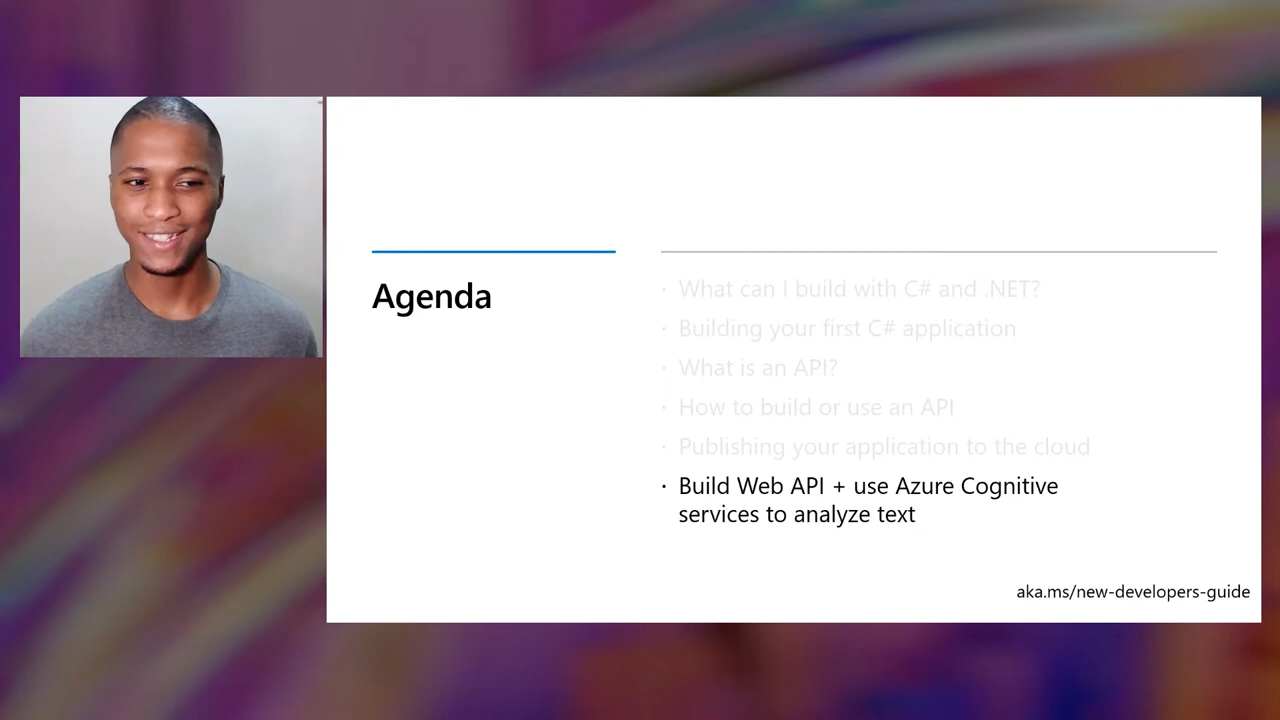 Agenda
· What can I build with C# and .NET?
· Building your first C# application
· What is an API?
· How to build or use an API
· Publishing your application to the cloud
· Build Web API + use Azure Cognitive
services to analyze text
aka.ms/new-developers-guide